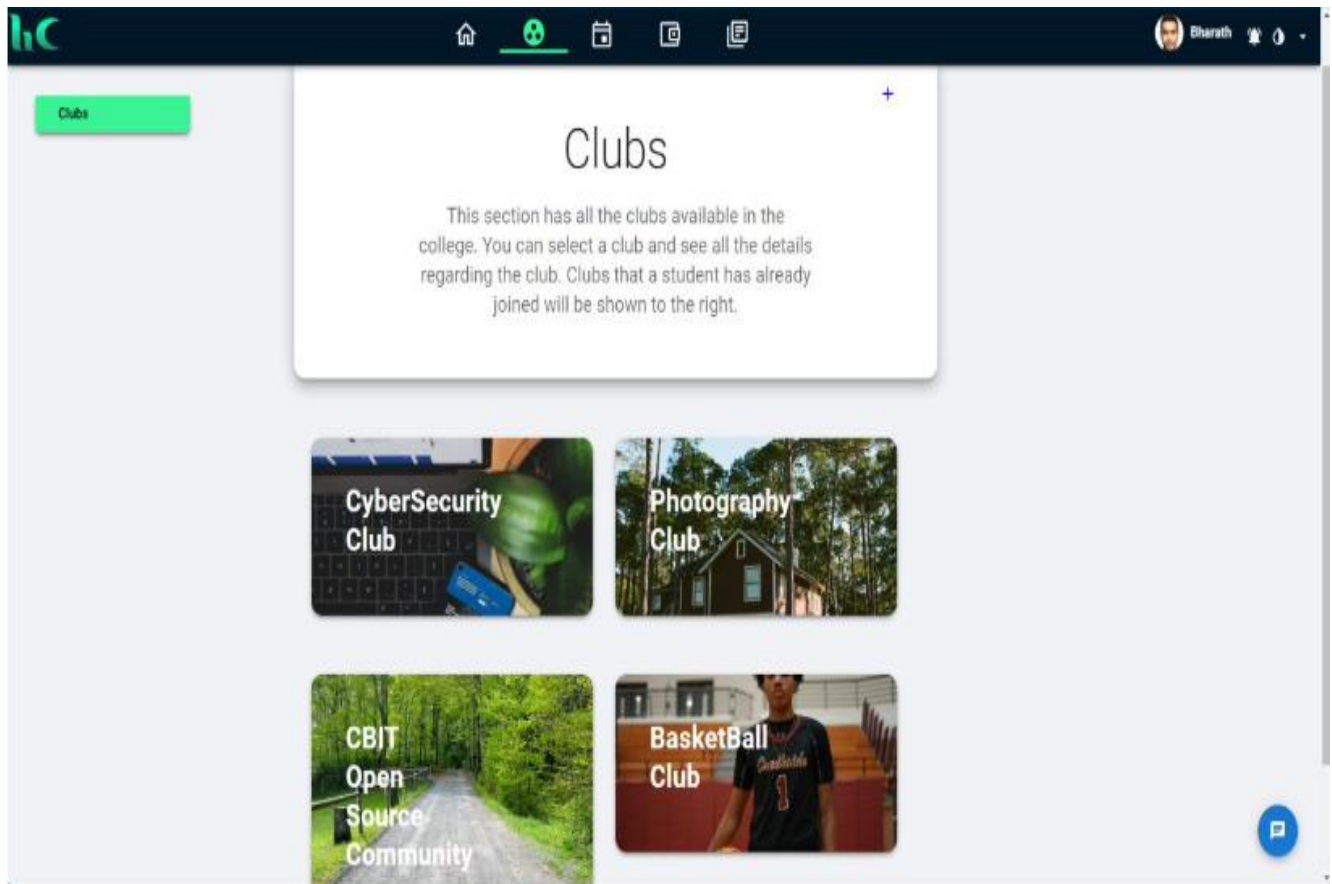 hC
Bharath
Clubs
Clubs
This section has all the clubs available in the
college. You can select a club and see all the details
regarding the club. Clubs that a student has already
joined will be shown to the right.
CyberSecurity
Club
Photography
Club
CBIT
Open
Source
Community
BasketBall
Club
1